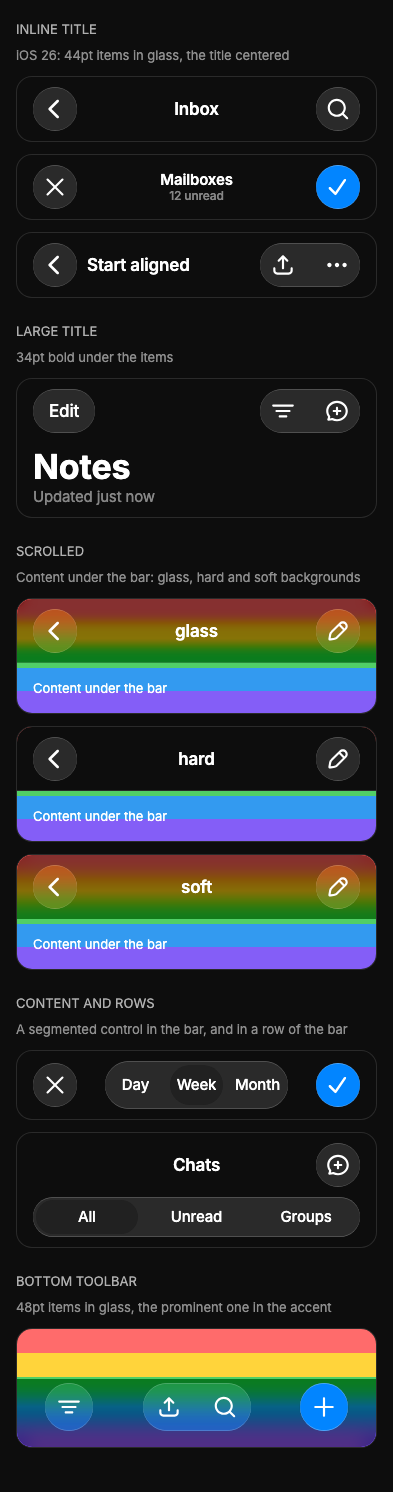 INLINE TITLE
iOS 26: 44pt items in glass, the title centered
Inbox
Mailboxes
12 unread
Start aligned
LARGE TITLE
34pt bold under the items
Edit
Notes
Updated just now
SCROLLED
Content under the bar: glass, hard and soft backgrounds
glass
Content under the bar
hard
Content under the bar
soft
Content under the bar
CONTENT AND ROWS
A segmented control in the bar, and in a row of the bar
Day Week Month
Chats
All Unread Groups
BOTTOM TOOLBAR
48pt items in glass, the prominent one in the accent